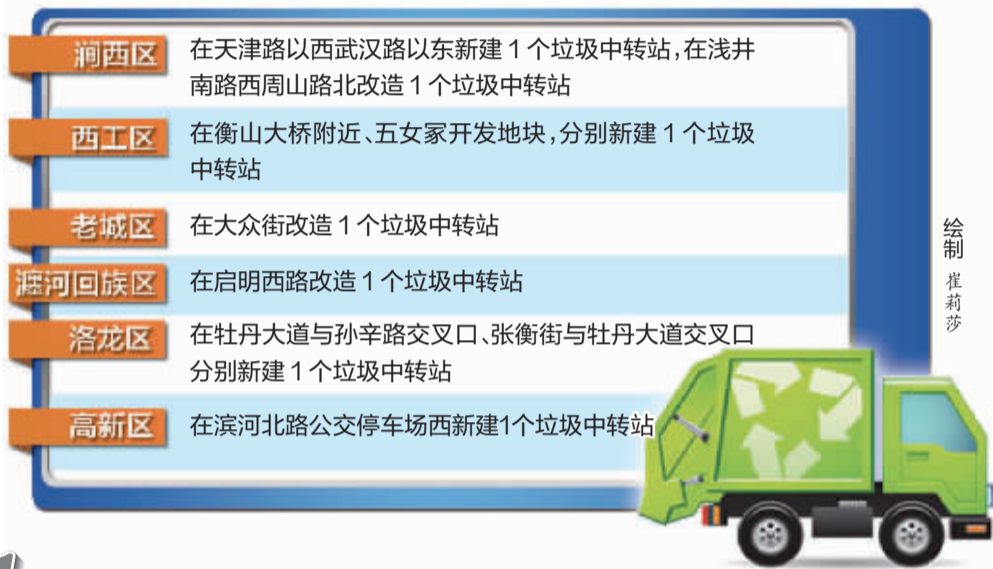 涧西区
在天津路以西武汉路以东新建1个垃圾中转站,在浅井
南路西周山路北改造1个垃圾中转站
西工区
在衡山大桥附近、五女冢开发地块,分别新建1个垃圾
中转站
老城区
在大众街改造1个垃圾中转站
瀍河回族区
在启明西路改造1个垃圾中转站
洛龙区
在牡丹大道与孙辛路交叉口、张衡街与牡丹大道交叉口
分别新建1个垃圾中转站
高新区
在滨河北路公交停车场西新建1个垃圾中转站
绘制 崔莉莎